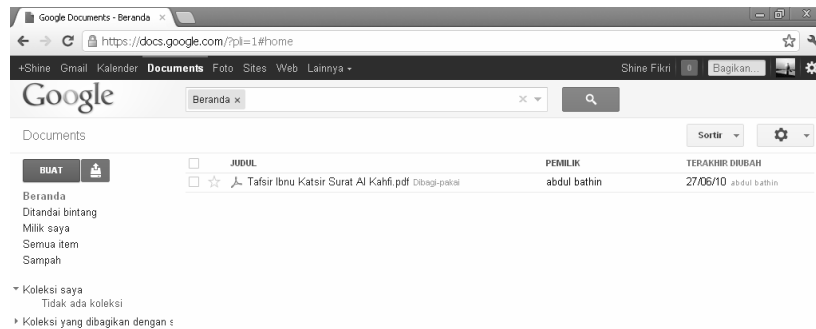 Google Documents - Beranda ×
https://docs.google.com/?pli=1#home
+Shine Gmail Kalender Documents Foto Sites Web Lainnya Shine Fikri 0 Bagikan...
Google Beranda ×
Documents Sortir
BUAT
JUDUL PEMILIK TERAKHIR DIUBAH
Tafsir Ibnu Katsir Surat Al Kahfi.pdf Dibagi-pakai abdul bathin 27/06/10 abdul bathin
Beranda
Ditandai bintang
Milik saya
Semua item
Sampah
Koleksi saya
Tidak ada koleksi
Koleksi yang dibagikan dengan s